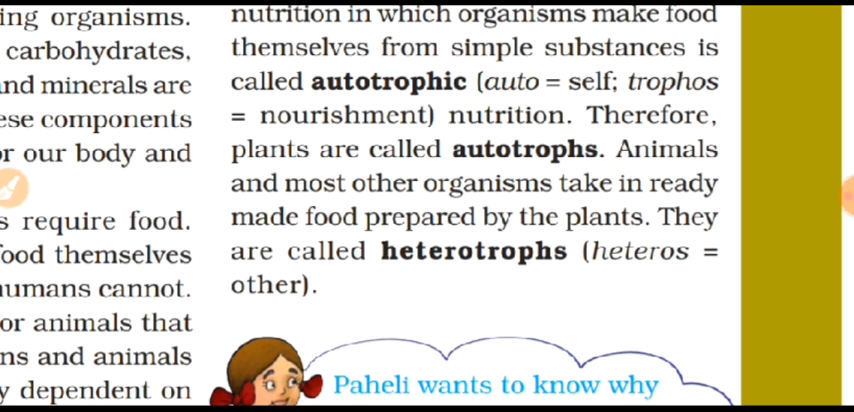 ing organisms.
carbohydrates,
nd minerals are
ese components
r our body and
s require food.
ood themselves
umans cannot.
or animals that
ns and animals
y dependent on
nutrition in which organisms make food
themselves from simple substances is
called autotrophic (auto = self; trophos
= nourishment) nutrition. Therefore,
plants are called autotrophs. Animals
and most other organisms take in ready
made food prepared by the plants. They
are called heterotrophs (heteros =
other).
Paheli wants to know why